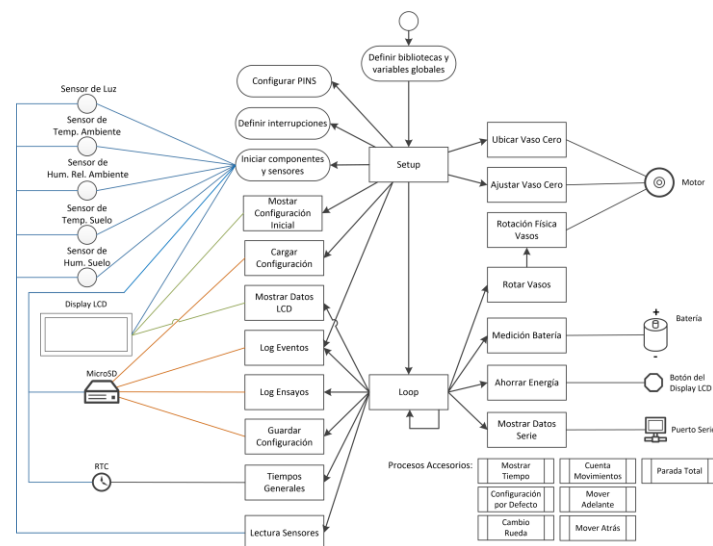 Definir bibliotecas y
variables globales
Configurar PINS
Definir interrupciones
Iniciar componentes
y sensores
Setup
Sensor de Luz
Sensor de
Temp. Ambiente
Sensor de
Hum. Rel. Ambiente
Sensor de
Temp. Suelo
Sensor de
Hum. Suelo
Display LCD
MicroSD
RTC
Mostar
Configuración
Inicial
Cargar
Configuración
Mostrar Datos
LCD
Log Eventos
Log Ensayos
Guardar
Configuración
Tiempos
Generales
Lectura Sensores
Loop
Ubicar Vaso Cero
Ajustar Vaso Cero
Rotación Física
Vasos
Rotar Vasos
Medición Batería
Ahorrar Energía
Mostrar Datos
Serie
Motor
+
Batería
-
Botón del
Display LCD
Puerto Serie
Procesos Accesorios:
Mostrar
Tiempo
Cuenta
Movimientos
Parada Total
Configuración
por Defecto
Mover
Adelante
Cambio
Rueda
Mover Atrás